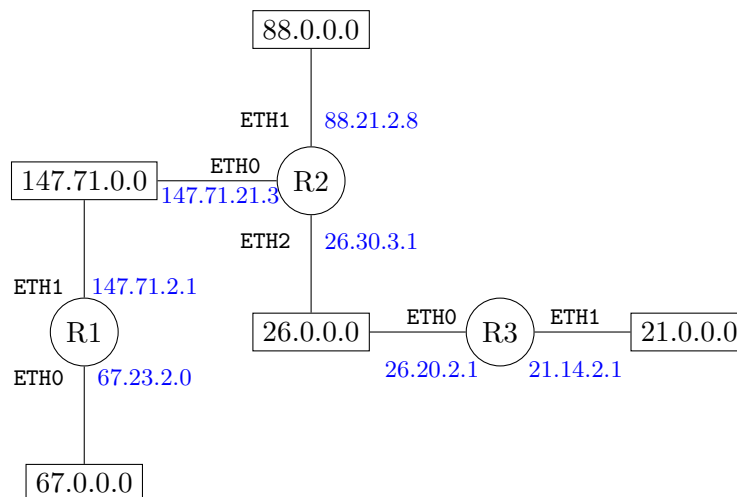 88.0.0.0
ETH1
88.21.2.8
ETH0
147.71.0.0
R2
147.71.21.3
ETH2
26.30.3.1
ETH1
147.71.2.1
R1
26.0.0.0
ETH0
R3
ETH1
21.0.0.0
ETH0
67.23.2.0
26.20.2.1
21.14.2.1
67.0.0.0